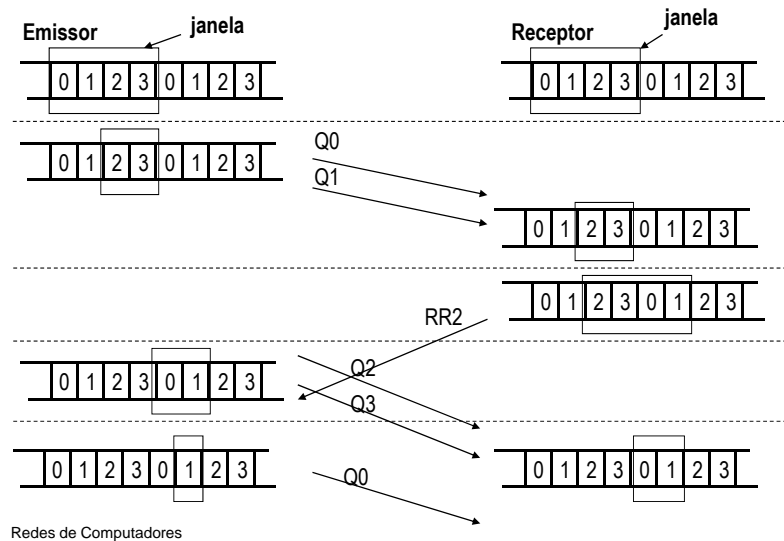 Emissor janela Receptor janela
0 1 2 3 0 1 2 3 0 1 2 3 0 1 2 3
0 1 2 3 0 1 2 3 Q0
Q1
0 1 2 3 0 1 2 3
0 1 2 3 0 1 2 3
RR2
0 1 2 3 0 1 2 3 Q2
Q3
0 1 2 3 0 1 2 3 Q0 0 1 2 3 0 1 2 3
Redes de Computadores